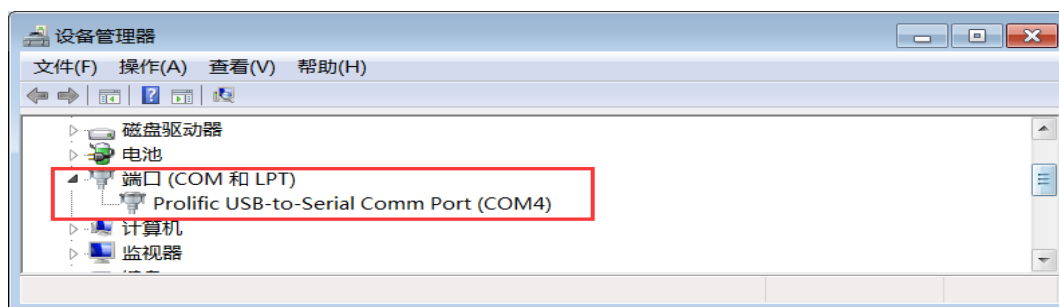 设备管理器
文件(F) 操作(A) 查看(V) 帮助(H)
磁盘驱动器
电池
端口 (COM 和 LPT)
Prolific USB-to-Serial Comm Port (COM4)
计算机
监视器